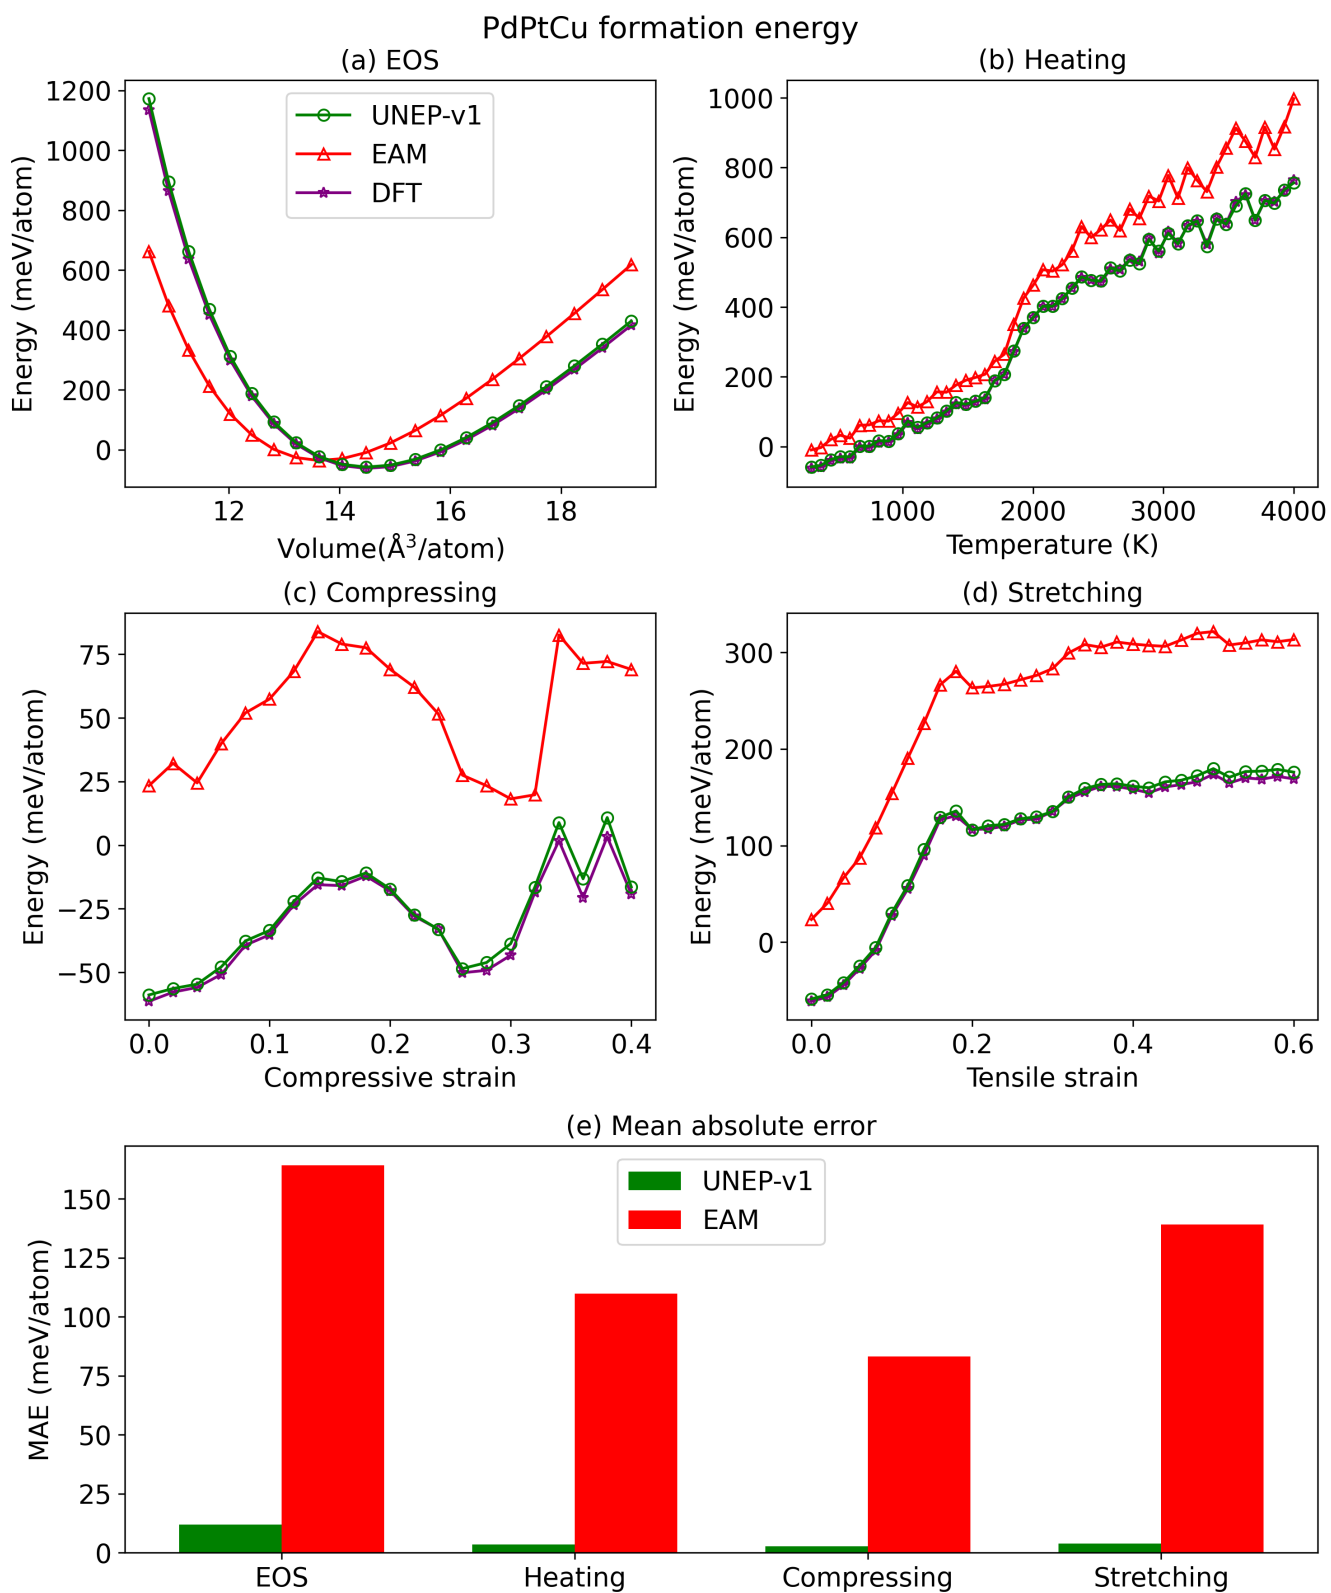 PdPtCu formation energy
(a) EOS
1200
1000
800
600
400
200
0
Energy (meV/atom)
UNEP-v1
EAM
DFT
12 14 16 18
Volume(Å³/atom)
(b) Heating
1000
800
600
400
200
0
Energy (meV/atom)
1000 2000 3000 4000
Temperature (K)
(c) Compressing
75
50
25
0
−25
−50
Energy (meV/atom)
0.0 0.1 0.2 0.3 0.4
Compressive strain
(d) Stretching
300
200
100
0
Energy (meV/atom)
0.0 0.2 0.4 0.6
Tensile strain
(e) Mean absolute error
150
125
100
75
50
25
0
MAE (meV/atom)
UNEP-v1
EAM
EOS Heating Compressing Stretching